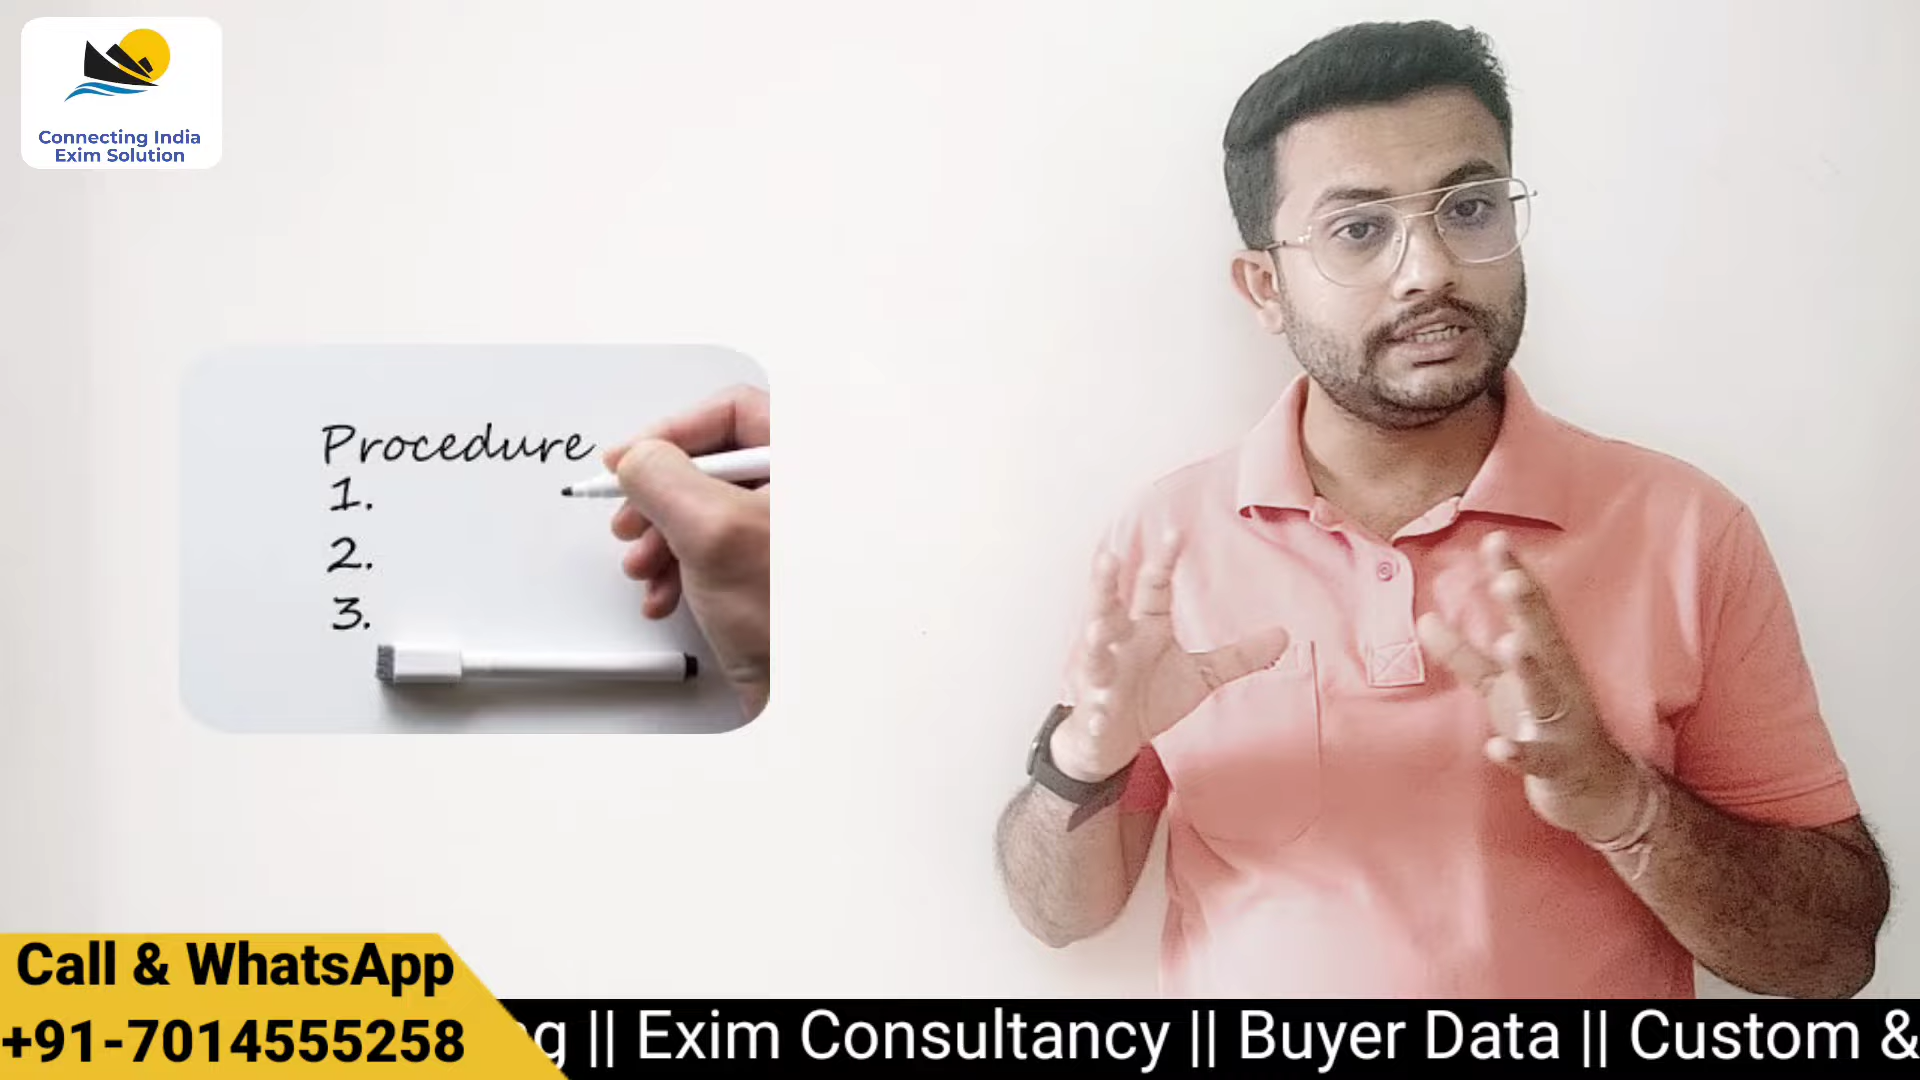 Connecting India
Exim Solution
Procedure
1.
2.
3.
Call & WhatsApp
+91-7014555258
g || Exim Consultancy || Buyer Data || Custom &